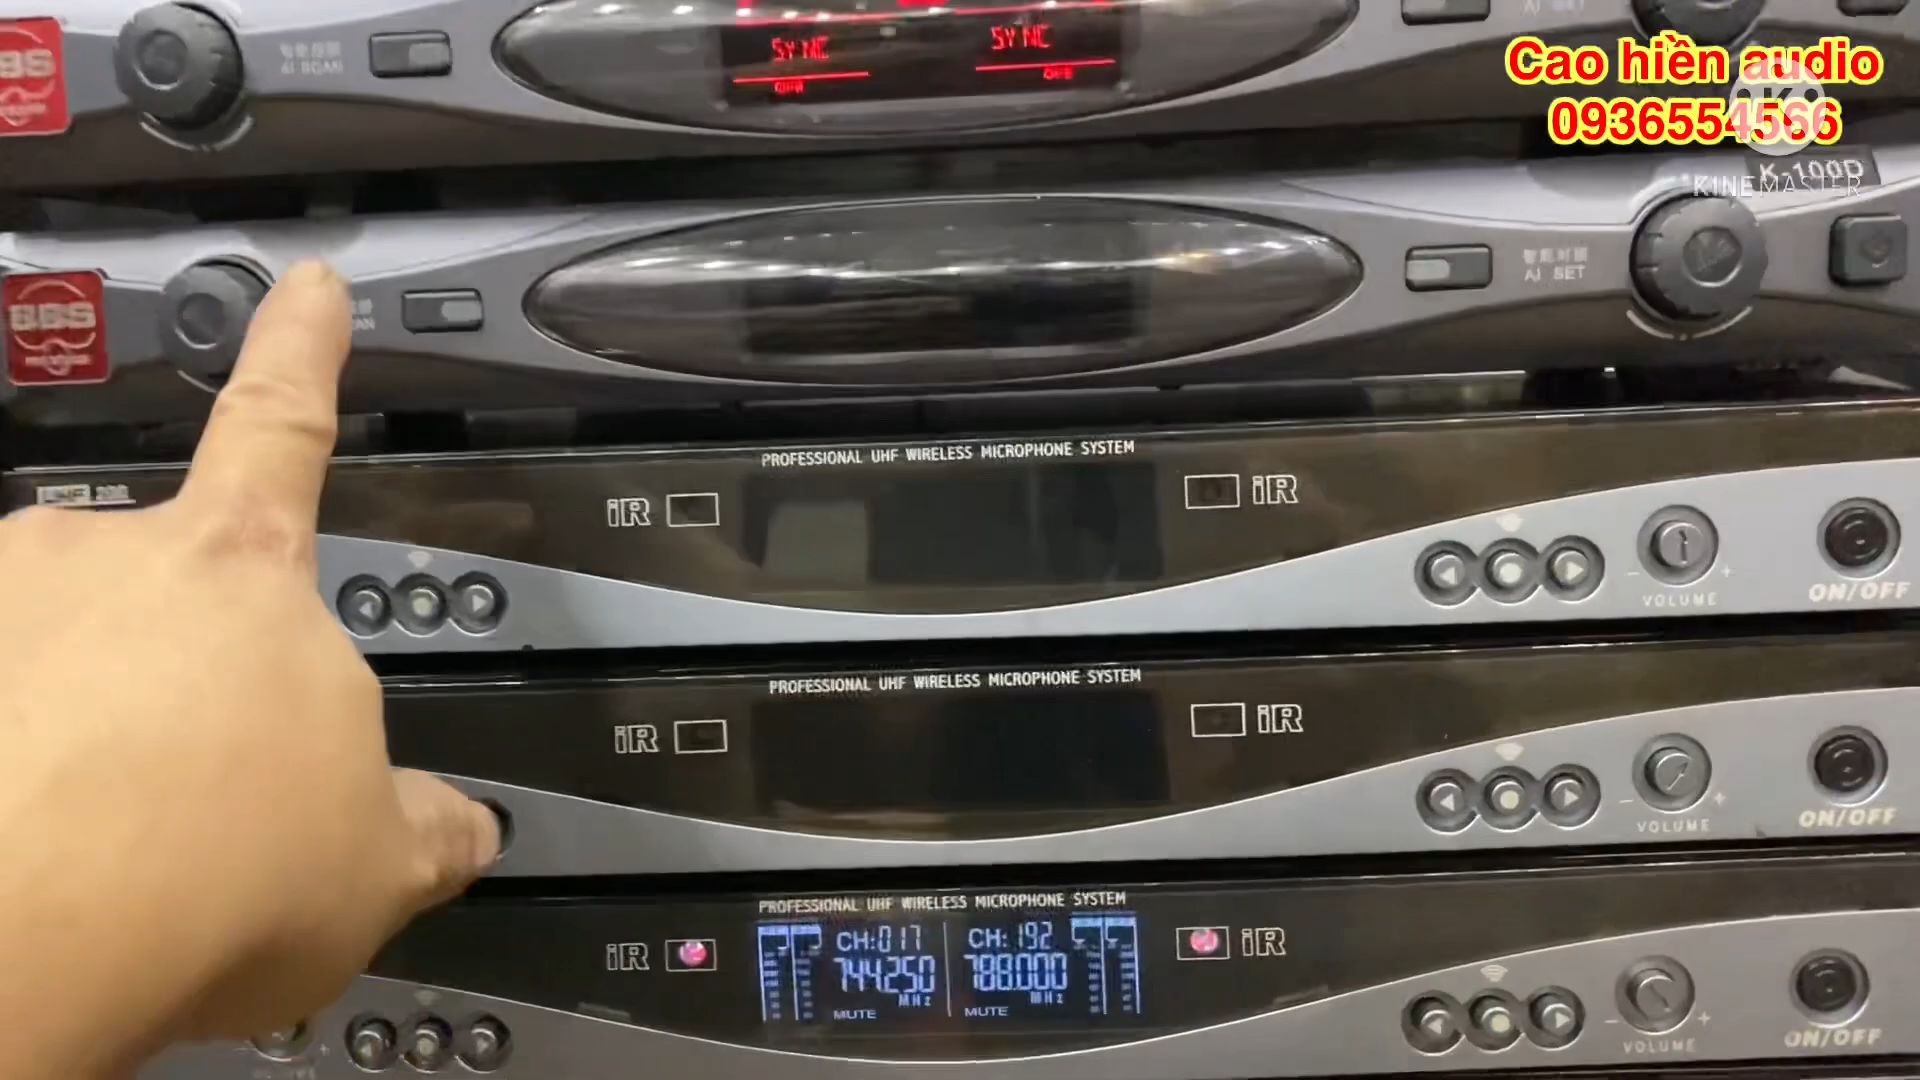 Cao hiền audio
0936554566
KINEMASTER
SYNC
SYNC
K-100D
BBS
AI SET
PROFESSIONAL UHF WIRELESS MICROPHONE SYSTEM
iR
iR
VOLUME
ON/OFF
PROFESSIONAL UHF WIRELESS MICROPHONE SYSTEM
iR
iR
VOLUME
ON/OFF
PROFESSIONAL UHF WIRELESS MICROPHONE SYSTEM
iR
CH:017
744.250
MHz
MUTE
CH:192
788.000
MHz
MUTE
iR
VOLUME
ON/OFF